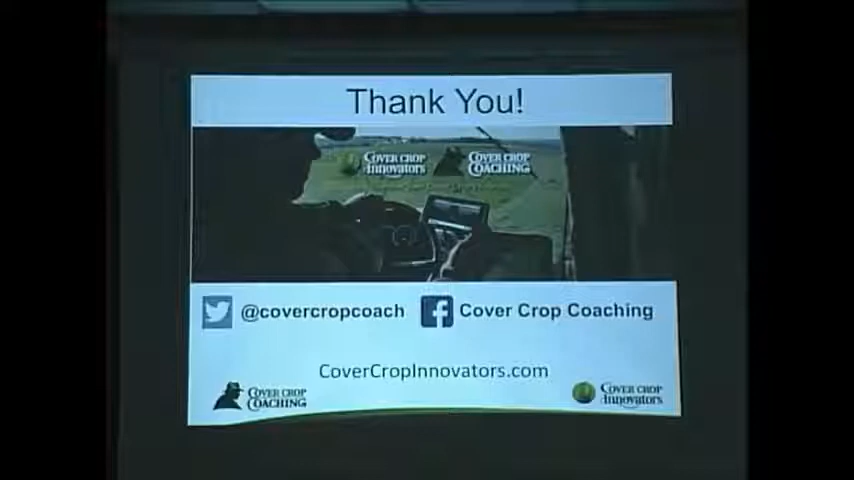 Thank You!
COVER CROP Innovators
COVER CROP COACHING
@covercropcoach
Cover Crop Coaching
CoverCropInnovators.com
COVER CROP COACHING
COVER CROP Innovators